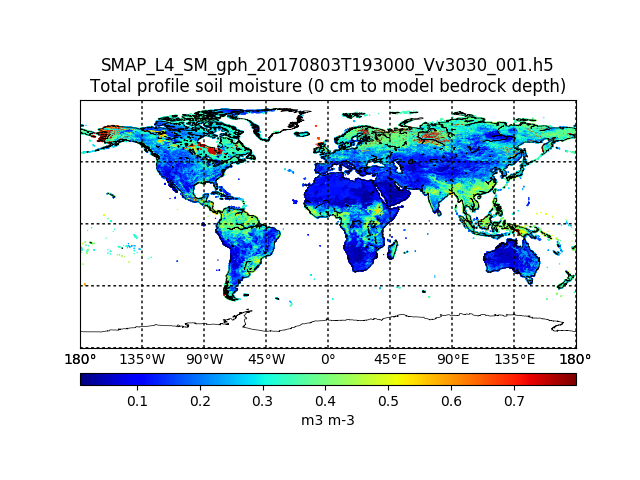 SMAP_L4_SM_gph_20170803T193000_Vv3030_001.h5
Total profile soil moisture (0 cm to model bedrock depth)
180° 135°W 90°W 45°W 0° 45°E 90°E 135°E 180°
0.1 0.2 0.3 0.4 0.5 0.6 0.7
m3 m-3